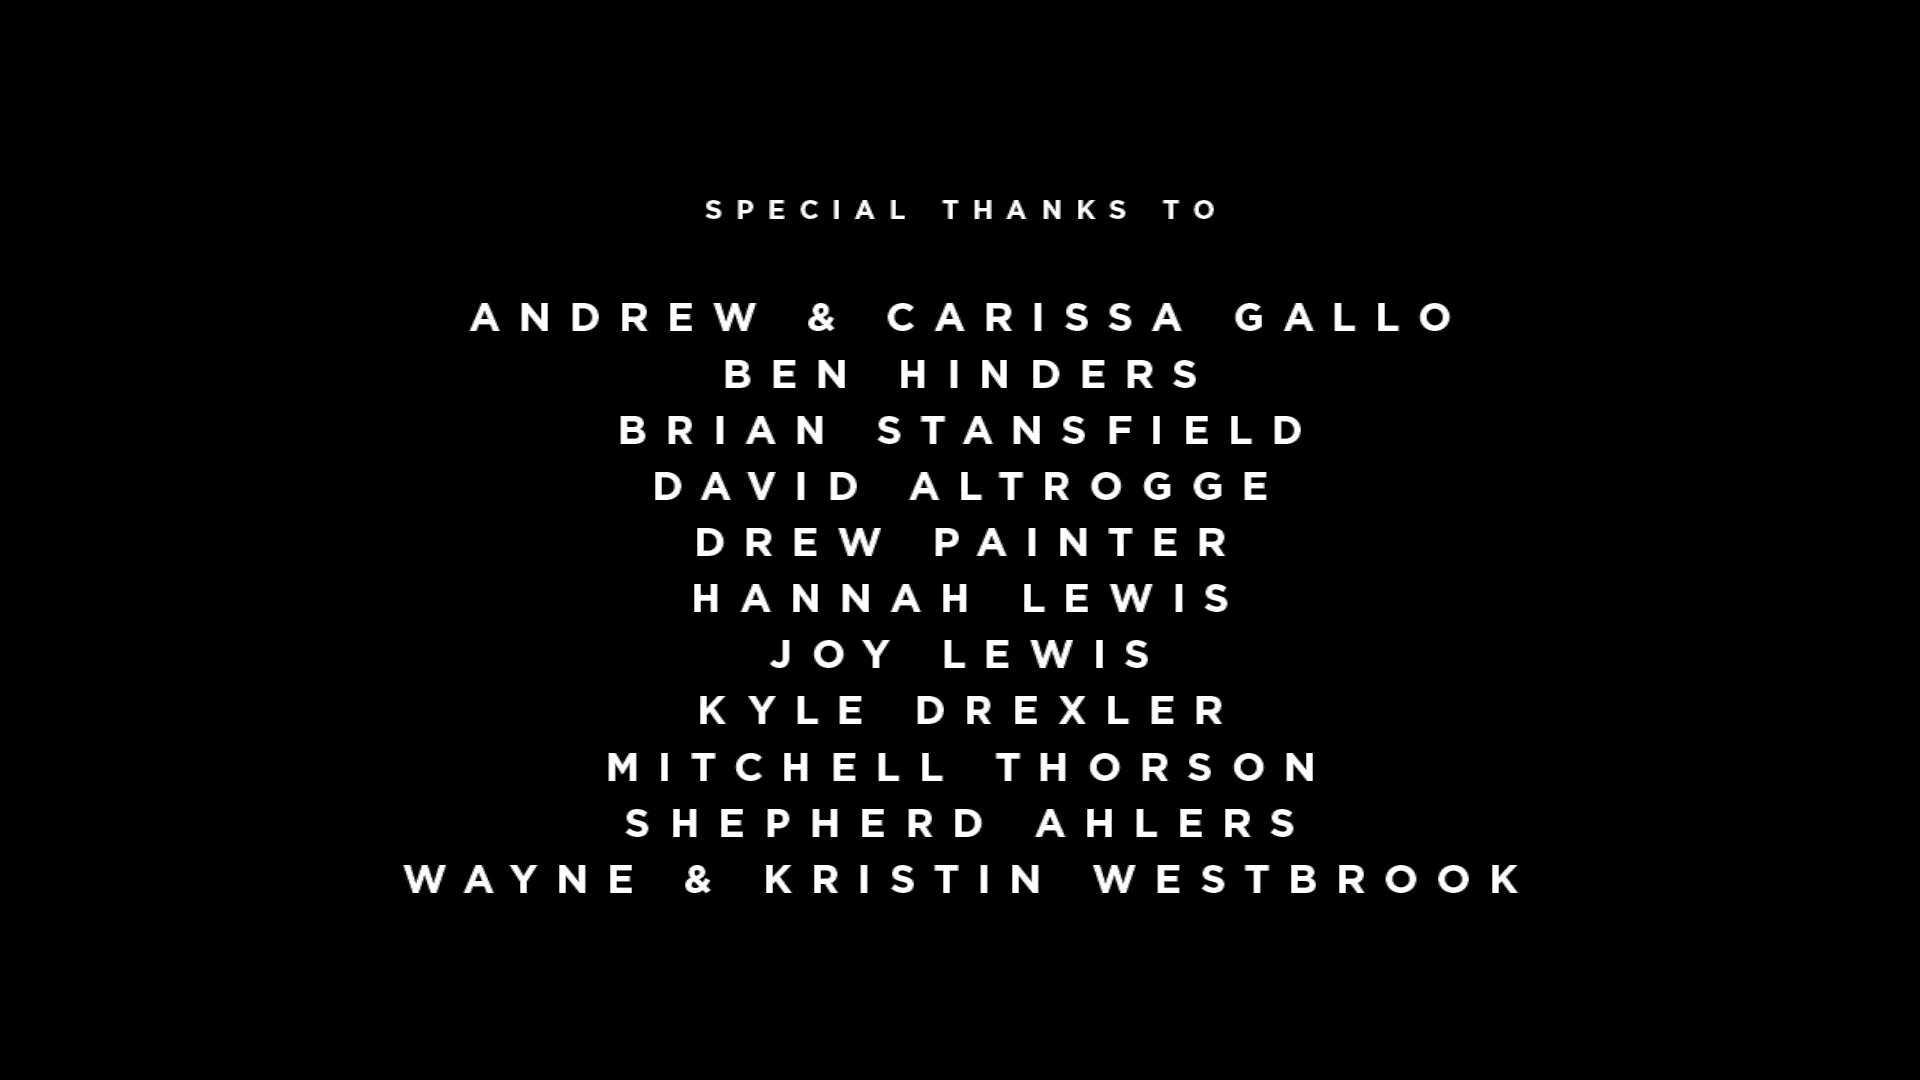 SPECIAL THANKS TO
ANDREW & CARISSA GALLO
BEN HINDERS
BRIAN STANSFIELD
DAVID ALTROGGE
DREW PAINTER
HANNAH LEWIS
JOY LEWIS
KYLE DREXLER
MITCHELL THORSON
SHEPHERD AHLERS
WAYNE & KRISTIN WESTBROOK